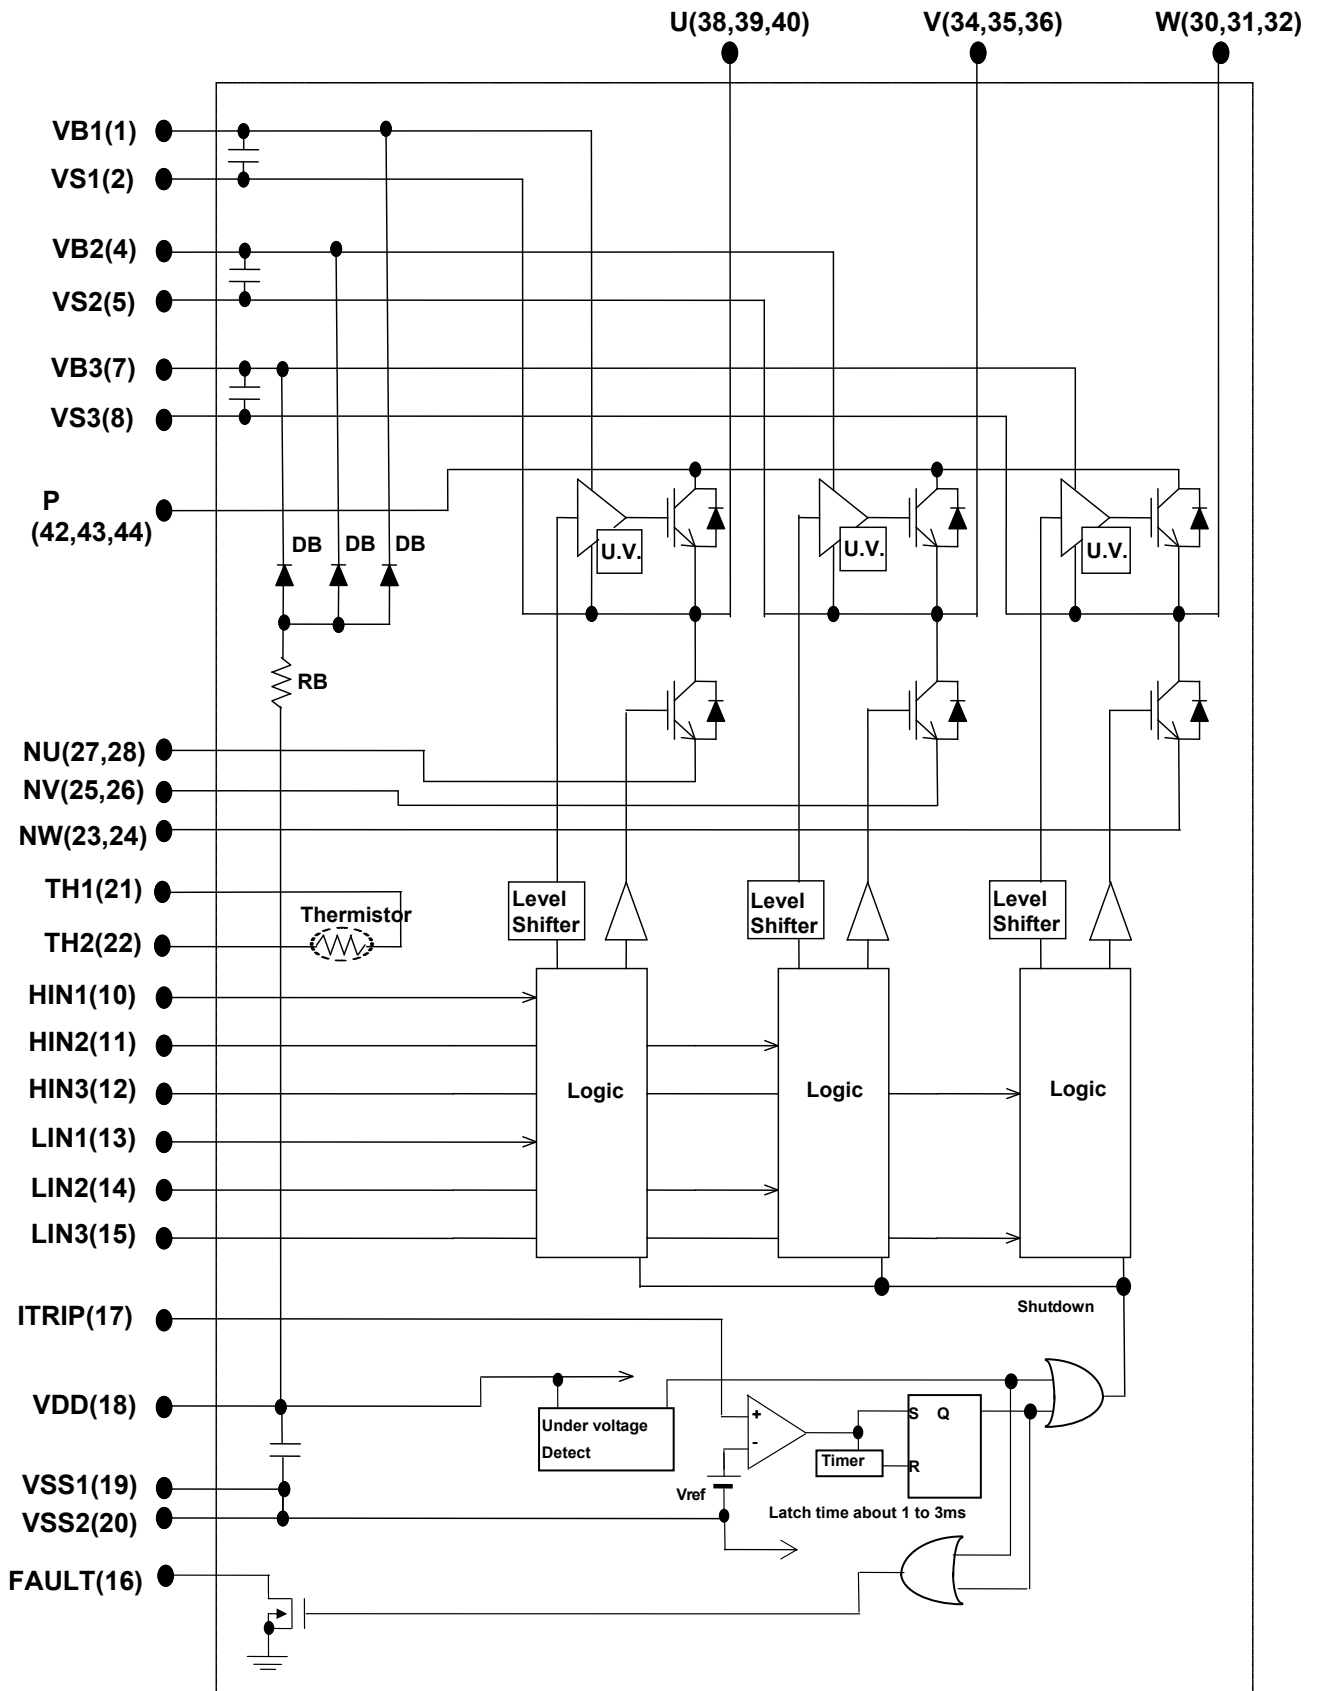 U(38,39,40) V(34,35,36) W(30,31,32)
VB1(1)
VS1(2)
VB2(4)
VS2(5)
VB3(7)
VS3(8)
P
(42,43,44)
DB DB DB
U.V. U.V. U.V.
RB
NU(27,28)
NV(25,26)
NW(23,24)
TH1(21)
Thermistor
TH2(22)
Level
Shifter
Level
Shifter
Level
Shifter
HIN1(10)
HIN2(11)
HIN3(12)
Logic Logic Logic
LIN1(13)
LIN2(14)
LIN3(15)
Shutdown
ITRIP(17)
VDD(18)
Under voltage
Detect
+
-
S Q
R
Timer
Vref
Latch time about 1 to 3ms
VSS1(19)
VSS2(20)
FAULT(16)